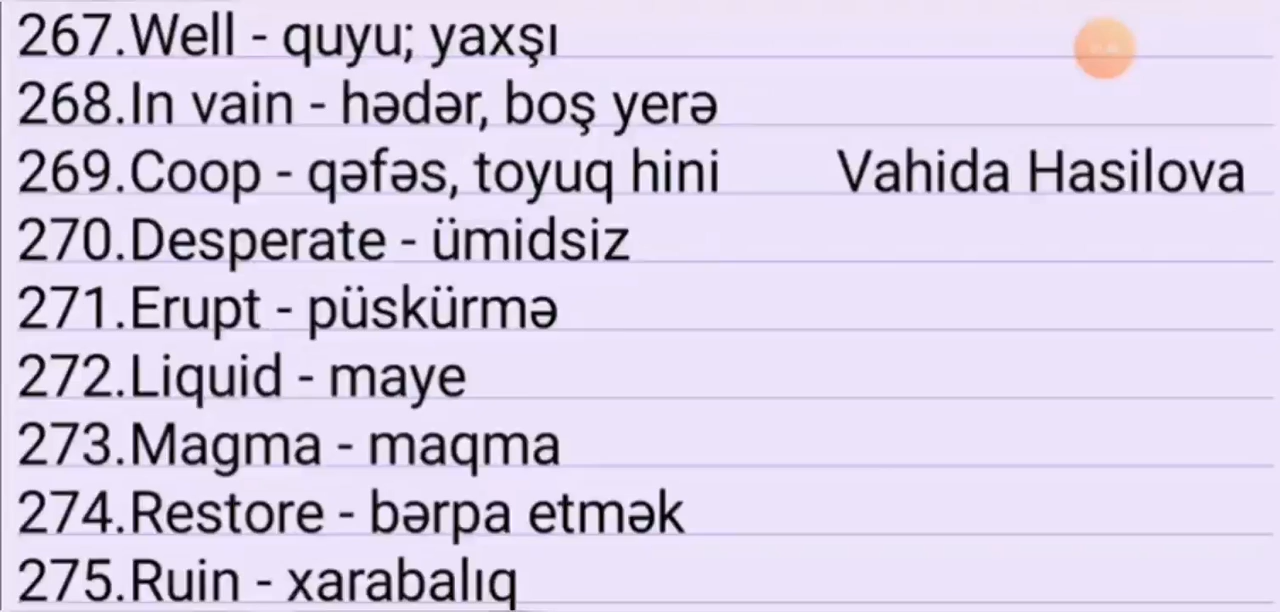 267.Well - quyu; yaxşı
268.In vain - hədər, boş yerə
269.Coop - qəfəs, toyuq hini Vahida Hasilova
270.Desperate - ümidsiz
271.Erupt - püskürmə
272.Liquid - maye
273.Magma - maqma
274.Restore - bərpa etmək
275.Ruin - xarabalıq